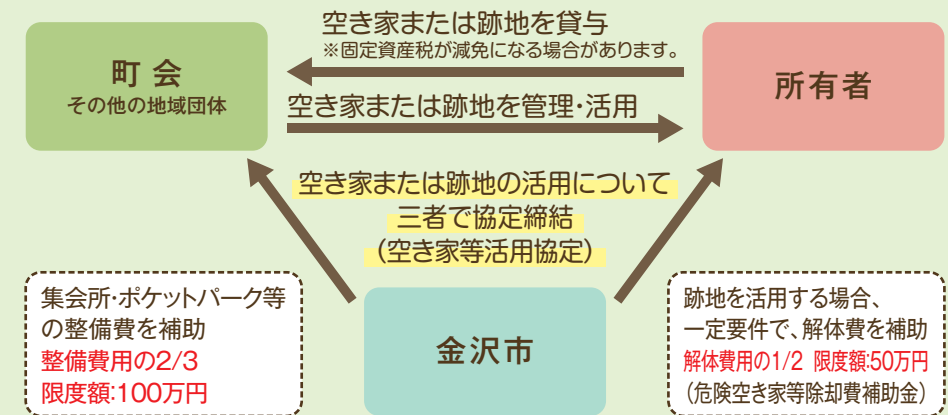 空き家または跡地を貸与
※固定資産税が減免になる場合があります。
町 会
その他の地域団体
所有者
空き家または跡地を管理・活用
空き家または跡地の活用について
三者で協定締結
(空き家等活用協定)
集会所・ポケットパーク等
の整備費を補助
整備費用の2/3
限度額:100万円
金沢市
跡地を活用する場合、
一定要件で、解体費を補助
解体費用の1/2 限度額:50万円
(危険空き家等除却費補助金)